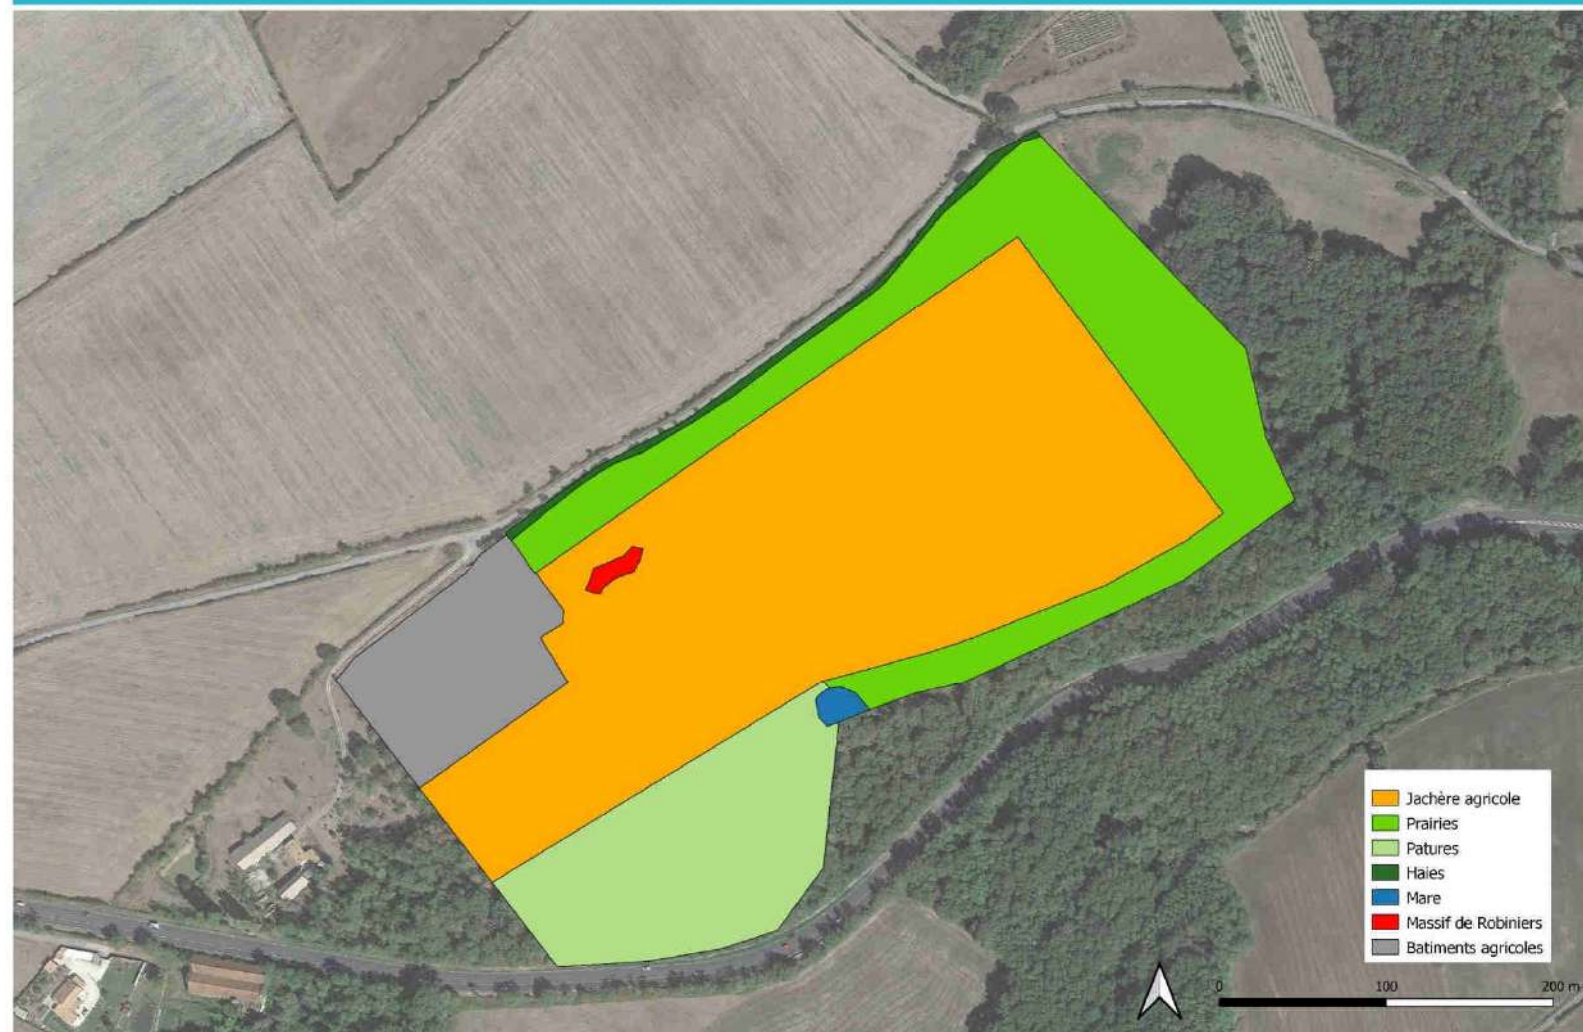 Jachère agricole
Prairies
Patures
Haies
Mare
Massif de Robiniers
Batiments agricoles
0 100 200 m